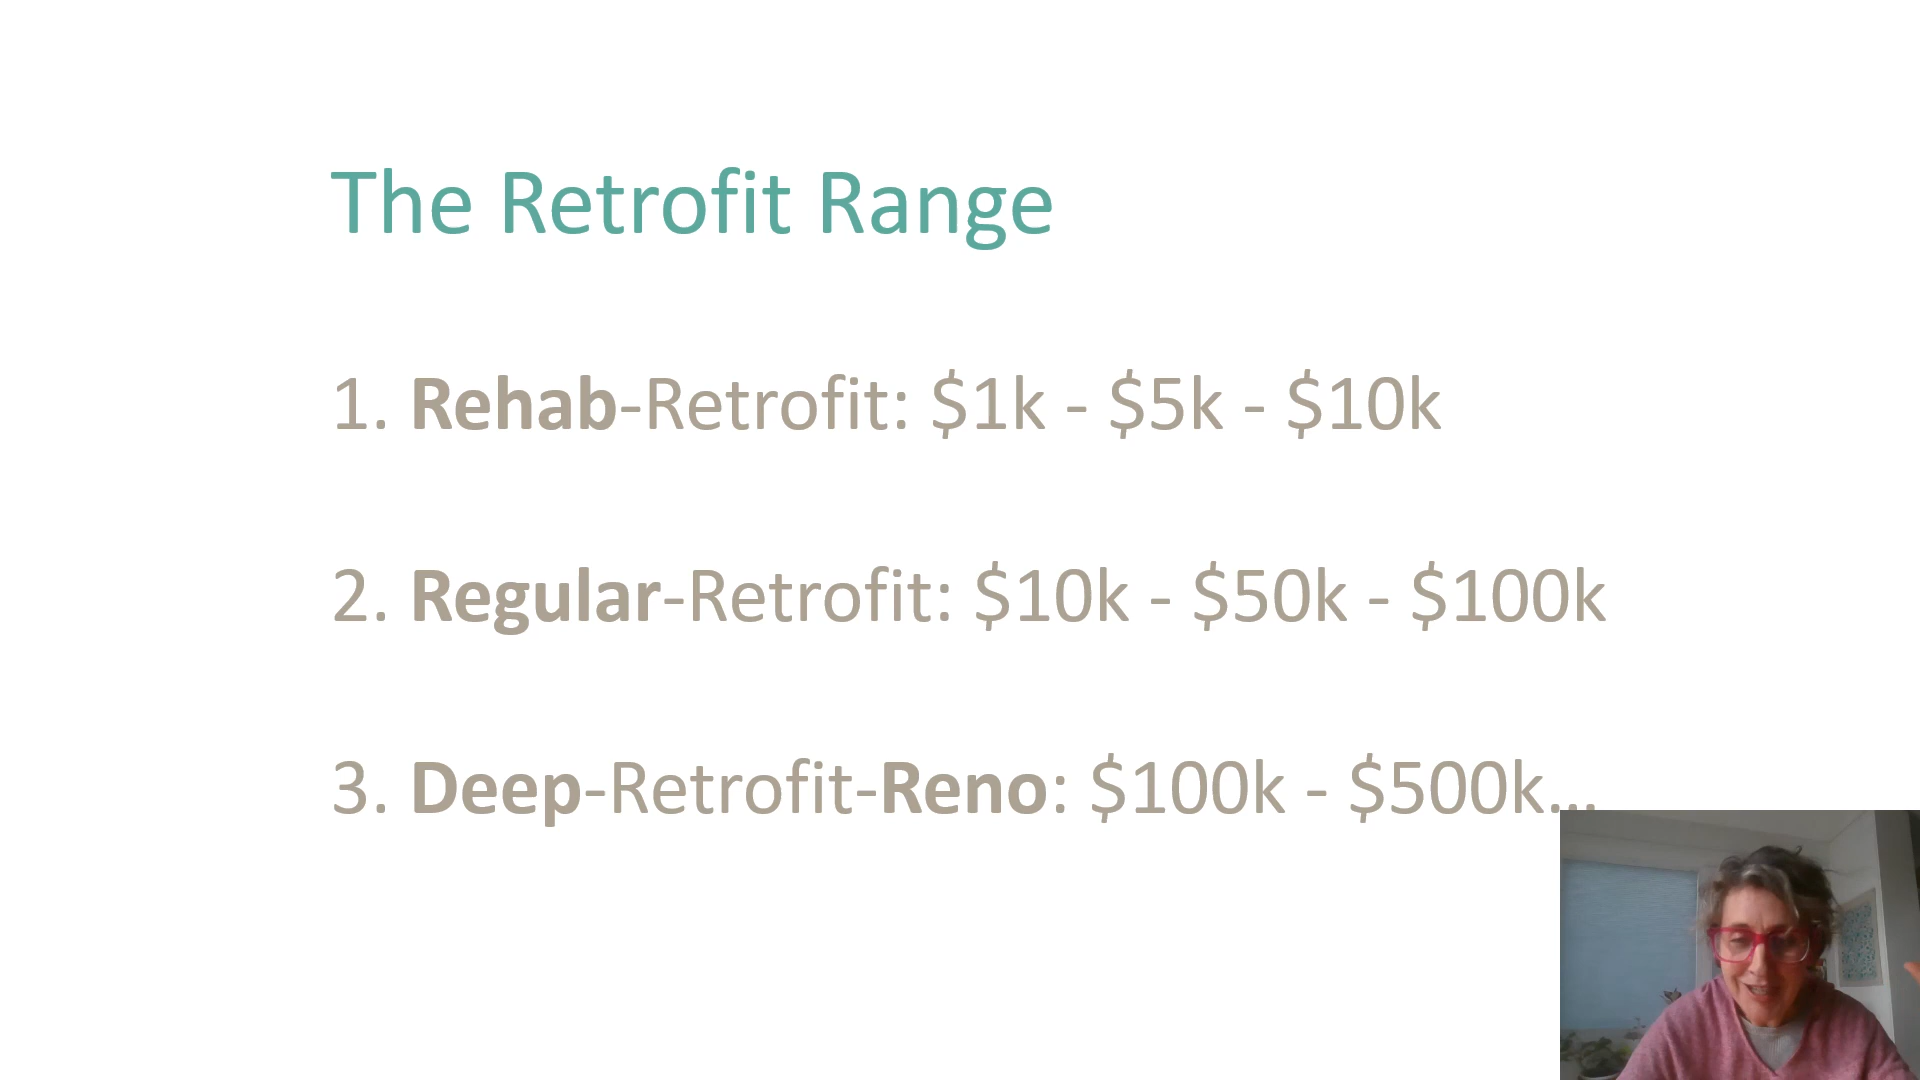 The Retrofit Range
1. Rehab-Retrofit: $1k - $5k - $10k
2. Regular-Retrofit: $10k - $50k - $100k
3. Deep-Retrofit-Reno: $100k - $500k...